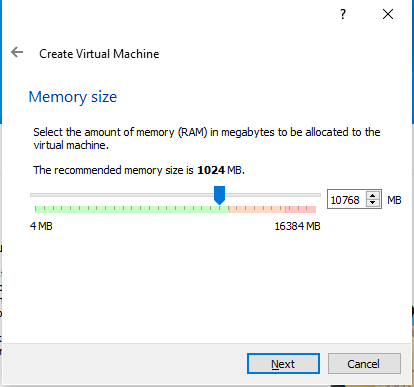 ?
Create Virtual Machine
Memory size
Select the amount of memory (RAM) in megabytes to be allocated to the
virtual machine.
The recommended memory size is 1024 MB.
10768 MB
4 MB 16384 MB
Next Cancel